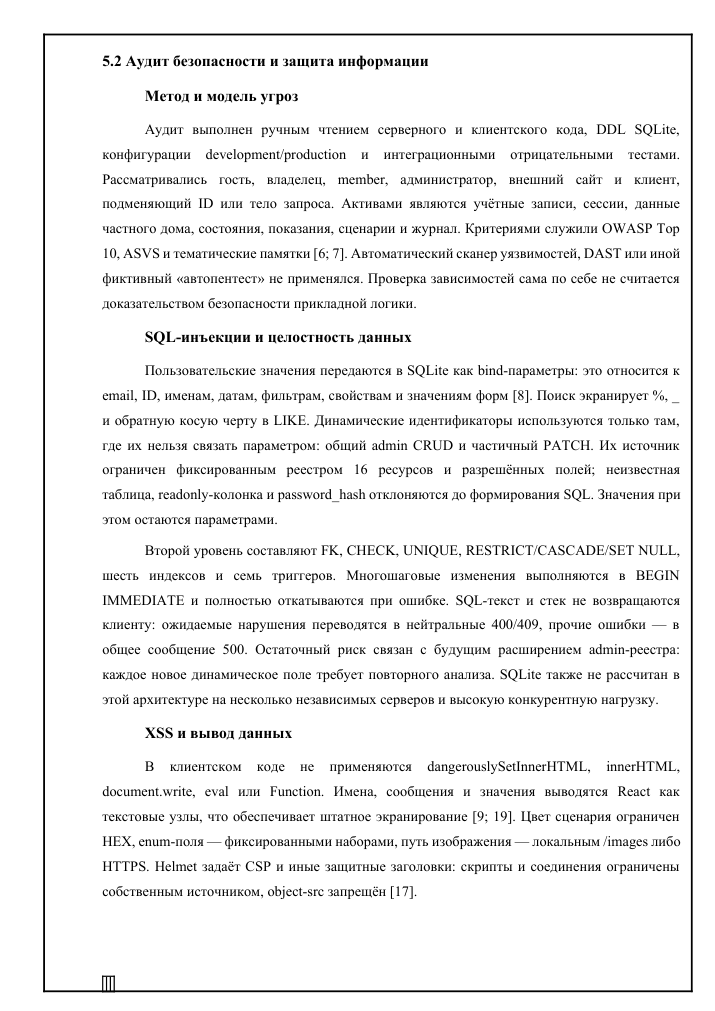 5.2 Аудит безопасности и защита информации
Метод и модель угроз
Аудит выполнен ручным чтением серверного и клиентского кода, DDL SQLite,
конфигурации development/production и интеграционными отрицательными тестами.
Рассматривались гость, владелец, member, администратор, внешний сайт и клиент,
подменяющий ID или тело запроса. Активами являются учётные записи, сессии, данные
частного дома, состояния, показания, сценарии и журнал. Критериями служили OWASP Top
10, ASVS и тематические памятки [6; 7]. Автоматический сканер уязвимостей, DAST или иной
фиктивный «автопентест» не применялся. Проверка зависимостей сама по себе не считается
доказательством безопасности прикладной логики.
SQL-инъекции и целостность данных
Пользовательские значения передаются в SQLite как bind-параметры: это относится к
email, ID, именам, датам, фильтрам, свойствам и значениям форм [8]. Поиск экранирует %, _
и обратную косую черту в LIKE. Динамические идентификаторы используются только там,
где их нельзя связать параметром: общий admin CRUD и частичный PATCH. Их источник
ограничен фиксированным реестром 16 ресурсов и разрешённых полей; неизвестная
таблица, readonly-колонка и password_hash отклоняются до формирования SQL. Значения при
этом остаются параметрами.
Второй уровень составляют FK, CHECK, UNIQUE, RESTRICT/CASCADE/SET NULL,
шесть индексов и семь триггеров. Многошаговые изменения выполняются в BEGIN
IMMEDIATE и полностью откатываются при ошибке. SQL-текст и стек не возвращаются
клиенту: ожидаемые нарушения переводятся в нейтральные 400/409, прочие ошибки — в
общее сообщение 500. Остаточный риск связан с будущим расширением admin-реестра:
каждое новое динамическое поле требует повторного анализа. SQLite также не рассчитан в
этой архитектуре на несколько независимых серверов и высокую конкурентную нагрузку.
XSS и вывод данных
В клиентском коде не применяются dangerouslySetInnerHTML, innerHTML,
document.write, eval или Function. Имена, сообщения и значения выводятся React как
текстовые узлы, что обеспечивает штатное экранирование [9; 19]. Цвет сценария ограничен
HEX, enum-поля — фиксированными наборами, путь изображения — локальным /images либо
HTTPS. Helmet задаёт CSP и иные защитные заголовки: скрипты и соединения ограничены
собственным источником, object-src запрещён [17].